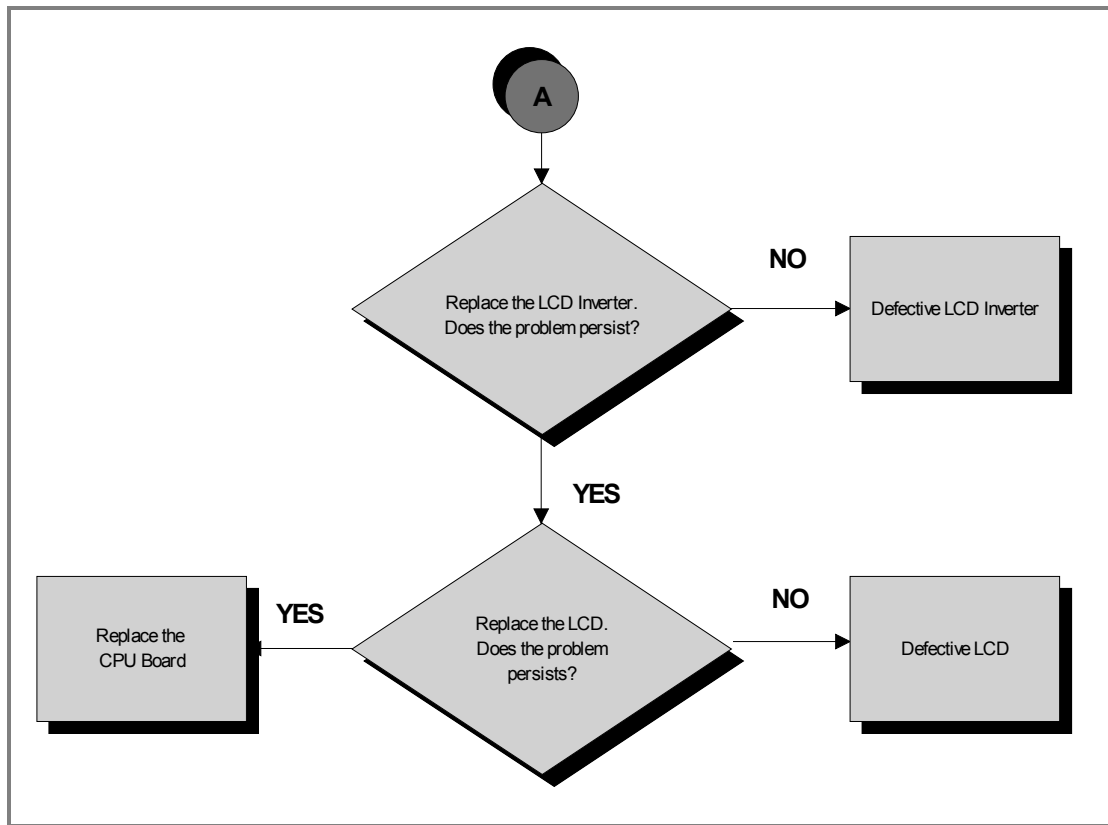 A
Replace the LCD Inverter.
Does the problem persist?
NO
Defective LCD Inverter
YES
Replace the LCD.
Does the problem
persists?
NO
Defective LCD
YES
Replace the
CPU Board